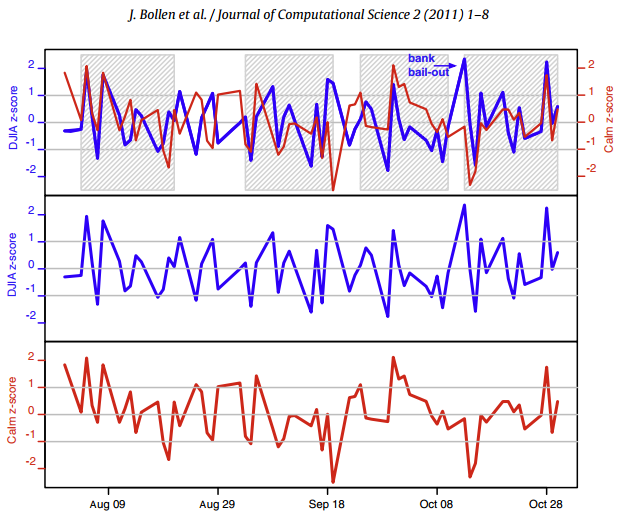 J. Bollen et al. / Journal of Computational Science 2 (2011) 1–8
bank
bail-out
DJIA z-score
2
1
0
-1
-2
2
1
0
-1
-2
Calm z-score
DJIA z-score
2
1
0
-1
-2
Calm z-score
2
1
0
-1
-2
Aug 09 Aug 29 Sep 18 Oct 08 Oct 28